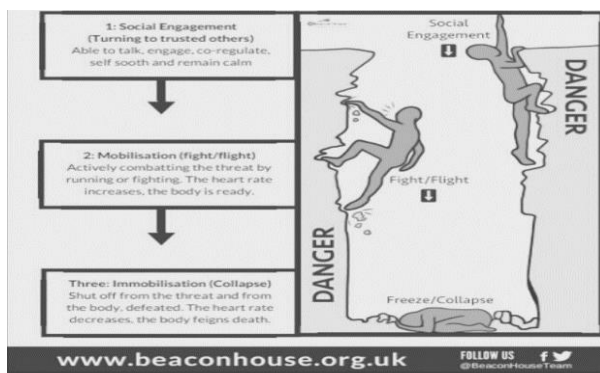 1: Social Engagement
(Turning to trusted others)
Able to talk, engage, co-regulate,
self sooth and remain calm
2: Mobilisation (fight/flight)
Actively combatting the threat by
running or fighting. The heart rate
increases, the body is ready.
Three: Immobilisation (Collapse)
Shut off from the threat and from
the body, defeated. The heart rate
decreases, the body feigns death.
Social
Engagement
DANGER
Fight/Flight
DANGER
Freeze/Collapse
www.beaconhouse.org.uk
FOLLOW US
@BeaconHouseTeam